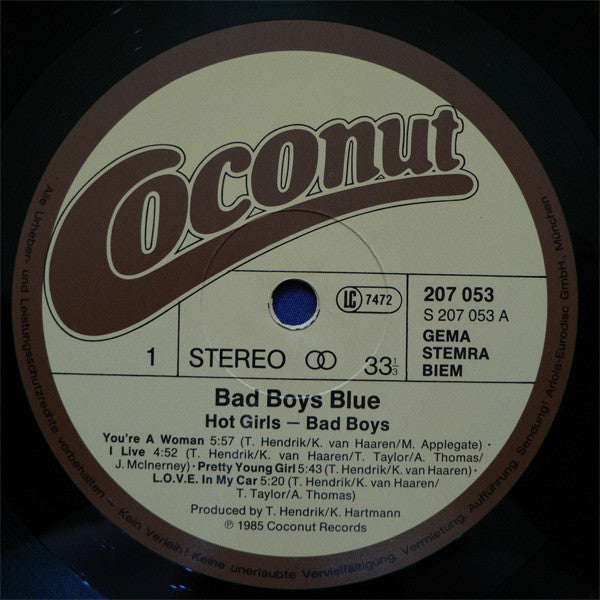 Coconut
LC 7472
207 053
S 207 053 A
GEMA
STEMRA
BIEM
1
STEREO
33 1/3
Bad Boys Blue
Hot Girls – Bad Boys
You're A Woman 5:57 (T. Hendrik/K. van Haaren/M. Applegate) ·
I Live 4:52 (T. Hendrik/K. van Haaren/T. Taylor/A. Thomas/
J. McInerney) · Pretty Young Girl 5:43 (T. Hendrik/K. van Haaren) ·
L.O.V.E. In My Car 5:20 (T. Hendrik/K. van Haaren/
T. Taylor/A. Thomas)
Produced by T. Hendrik/K. Hartmann
℗ 1985 Coconut Records
· Alle Urheber- und Leistungsschutzrechte vorbehalten – Kein Verleih! Keine unerlaubte Vervielfältigung, Vermietung, Aufführung, Sendung! Ariola-Eurodisc GmbH., München ·